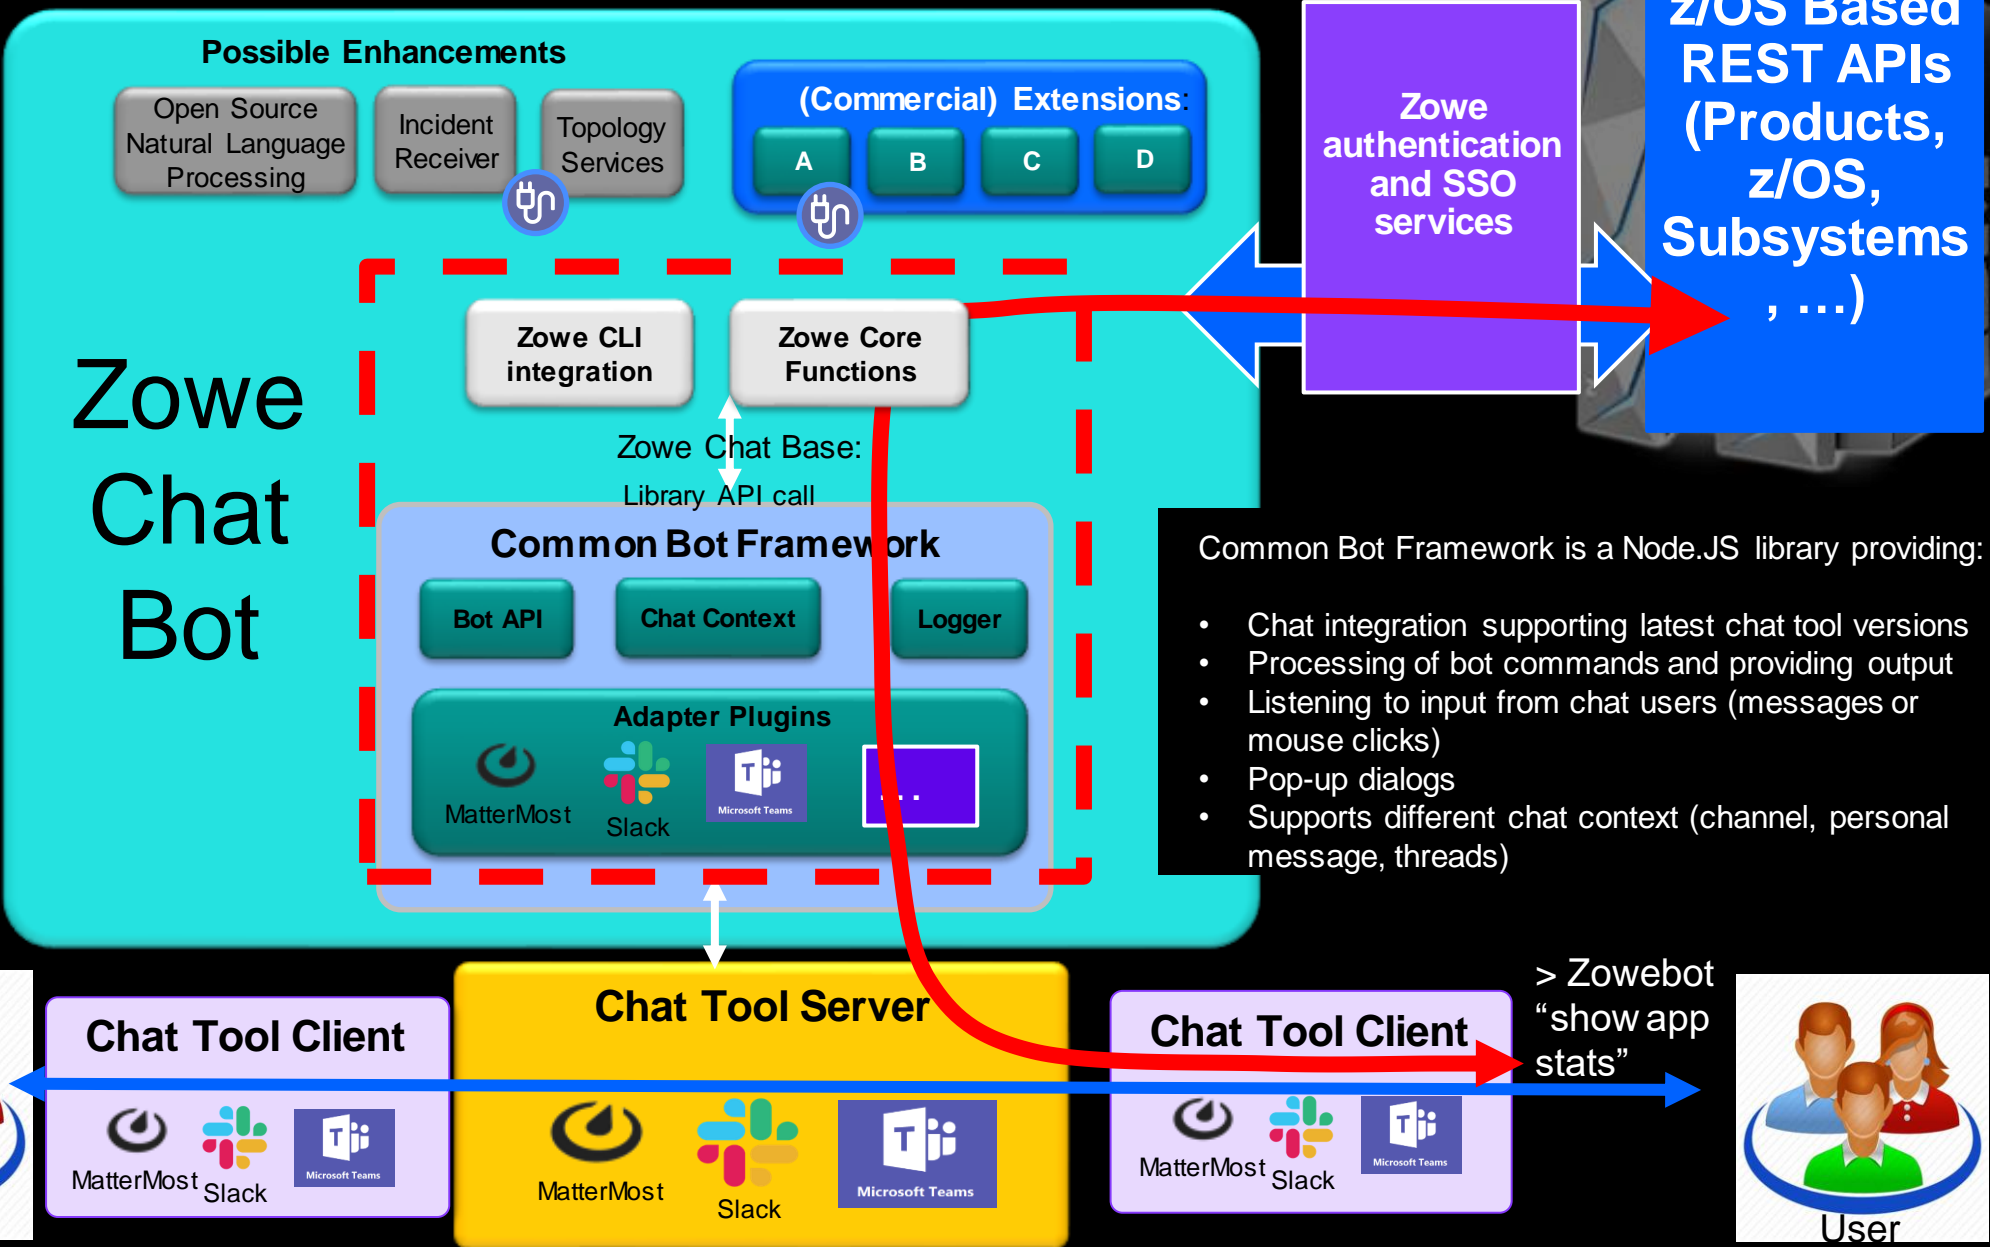 Possible Enhancements
Open Source
Natural Language
Processing
Incident
Receiver
Topology
Services
(Commercial) Extensions:
A
B
C
D
Zowe
authentication
and SSO
services
z/OS Based
REST APIs
(Products,
z/OS,
Subsystems
, ...)
Zowe
Chat
Bot
Zowe CLI
integration
Zowe Core
Functions
Zowe Chat Base:
Library API call
Common Bot Framework
Bot API
Chat Context
Logger
Adapter Plugins
MatterMost
Slack
T
Microsoft Teams
...
Common Bot Framework is a Node.JS library providing:
• Chat integration supporting latest chat tool versions
• Processing of bot commands and providing output
• Listening to input from chat users (messages or
mouse clicks)
• Pop-up dialogs
• Supports different chat context (channel, personal
message, threads)
Chat Tool Client
MatterMost
Slack
T
Microsoft Teams
Chat Tool Server
MatterMost
Slack
T
Microsoft Teams
Chat Tool Client
MatterMost
Slack
T
Microsoft Teams
> Zowebot
“show app
stats”
User